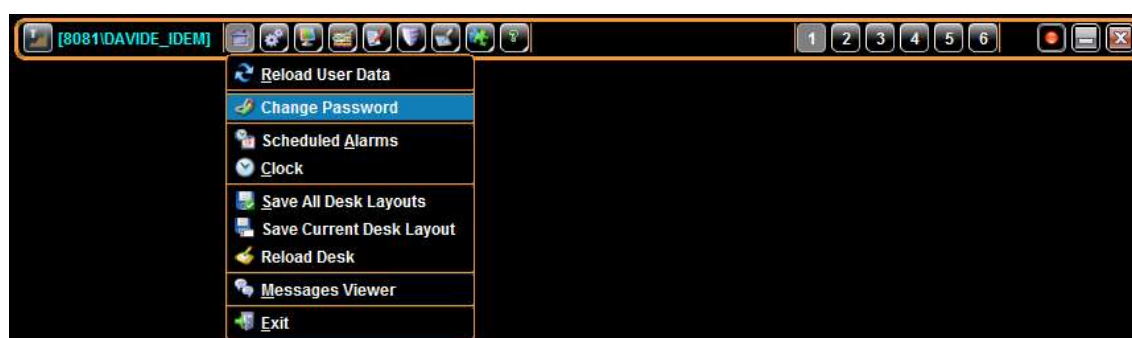 [8081\DAVIDE_IDEM] ? 1 2 3 4 5 6
Reload User Data
Change Password
Scheduled Alarms
Clock
Save All Desk Layouts
Save Current Desk Layout
Reload Desk
Messages Viewer
Exit